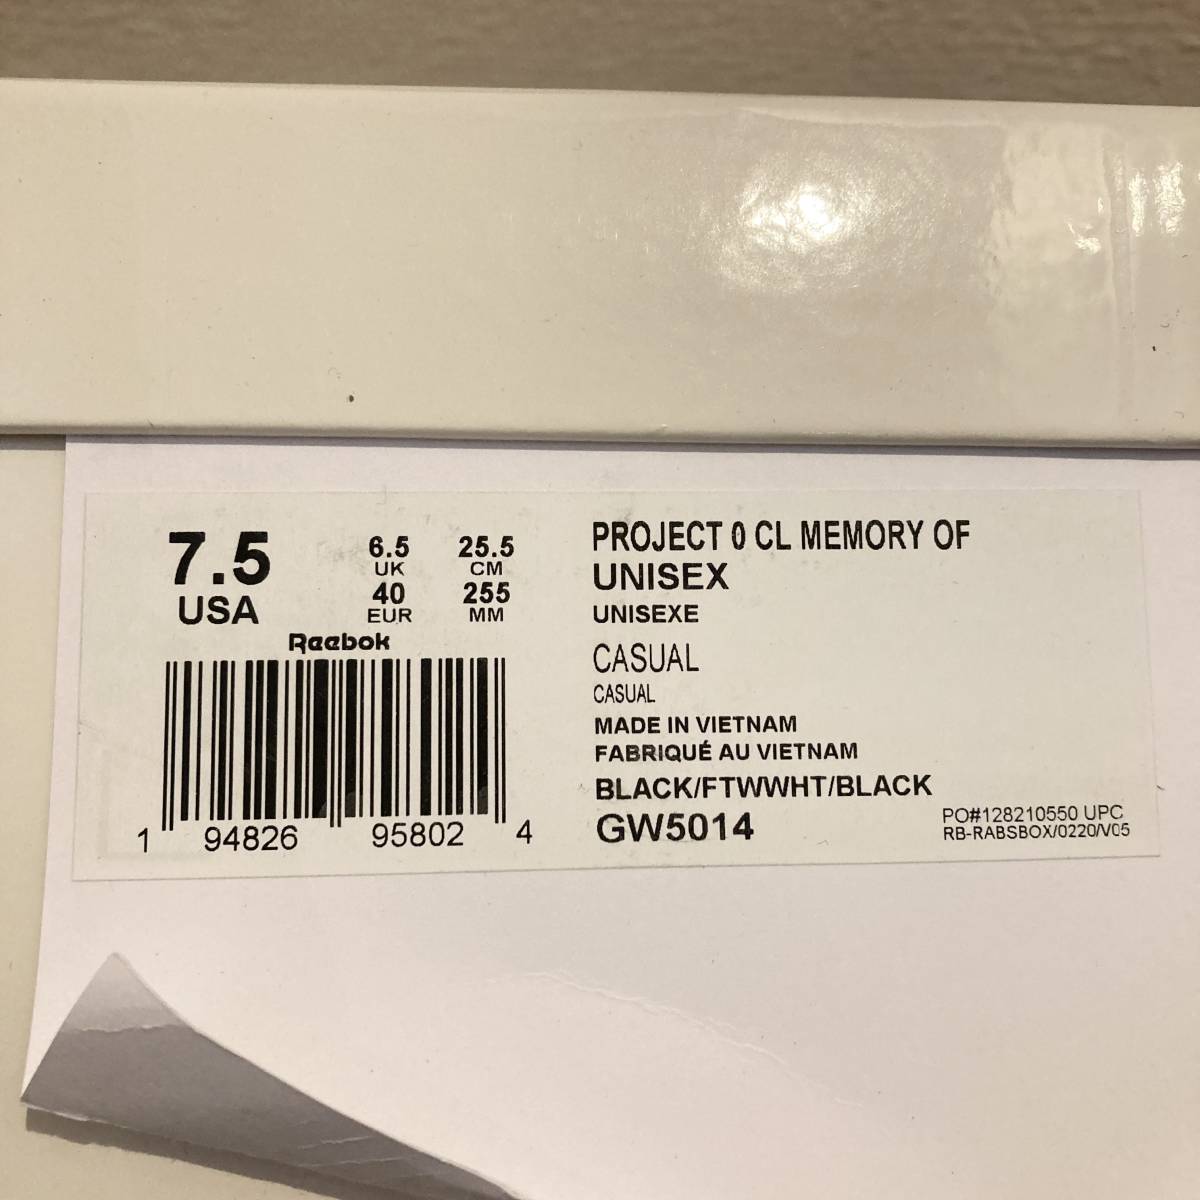 7.5
USA
6.5
UK
40
EUR
25.5
CM
255
MM
Reebok
1 94826 95802 4
PROJECT 0 CL MEMORY OF
UNISEX
UNISEXE
CASUAL
CASUAL
MADE IN VIETNAM
FABRIQUÉ AU VIETNAM
BLACK/FTWWHT/BLACK
GW5014
PO#128210550 UPC
RB-RABSBOX/0220/V05